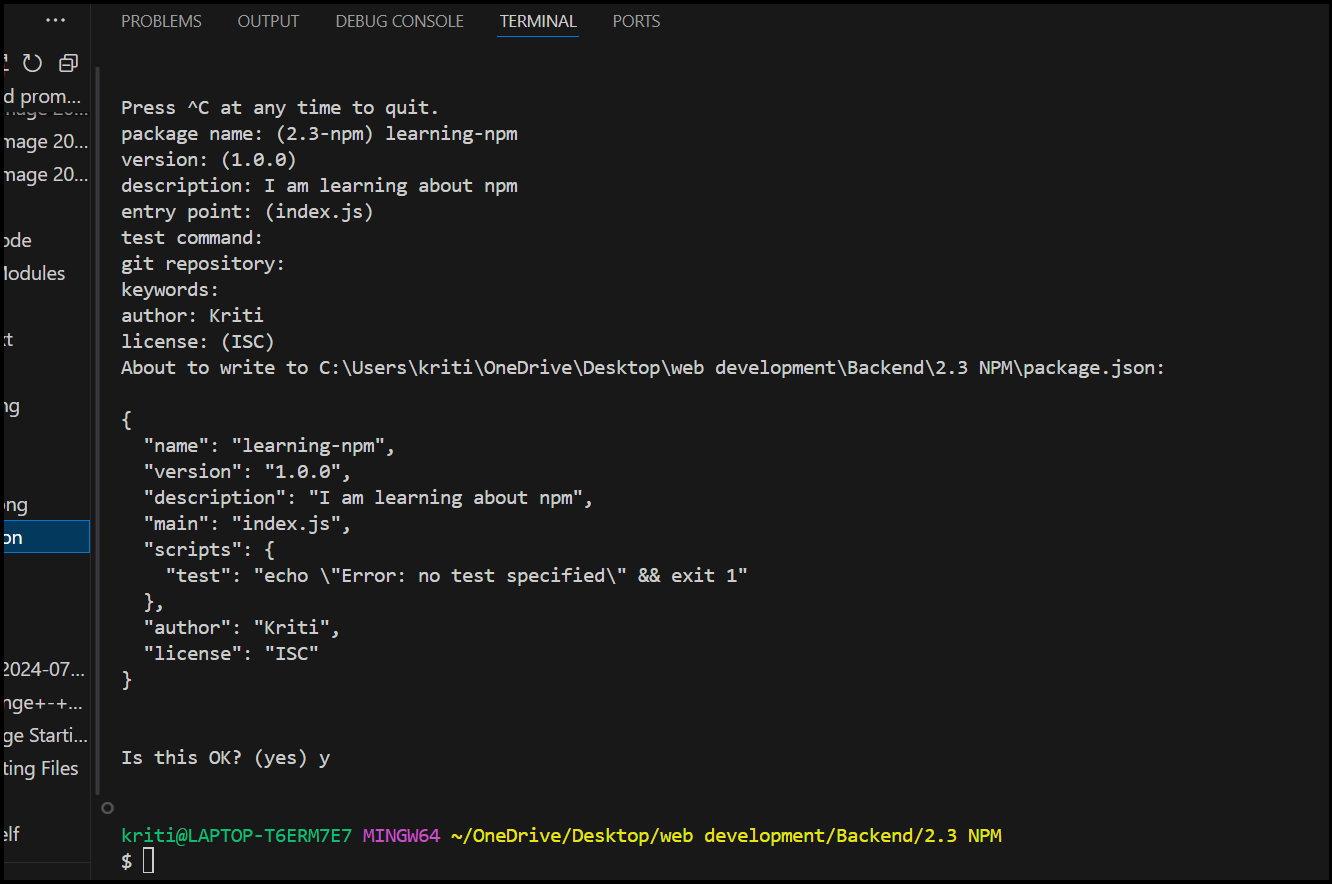 PROBLEMS OUTPUT DEBUG CONSOLE TERMINAL PORTS
d prom...
mage 20...
mage 20...
ode
Modules
xt
ng
ong
on
2024-07...
nge+-+...
ge Starti...
ting Files
elf
Press ^C at any time to quit.
package name: (2.3-npm) learning-npm
version: (1.0.0)
description: I am learning about npm
entry point: (index.js)
test command:
git repository:
keywords:
author: Kriti
license: (ISC)
About to write to C:\Users\kriti\OneDrive\Desktop\web development\Backend\2.3 NPM\package.json:
{
  "name": "learning-npm",
  "version": "1.0.0",
  "description": "I am learning about npm",
  "main": "index.js",
  "scripts": {
    "test": "echo \"Error: no test specified\" && exit 1"
  },
  "author": "Kriti",
  "license": "ISC"
}
Is this OK? (yes) y
kriti@LAPTOP-T6ERM7E7 MINGW64 ~/OneDrive/Desktop/web development/Backend/2.3 NPM
$